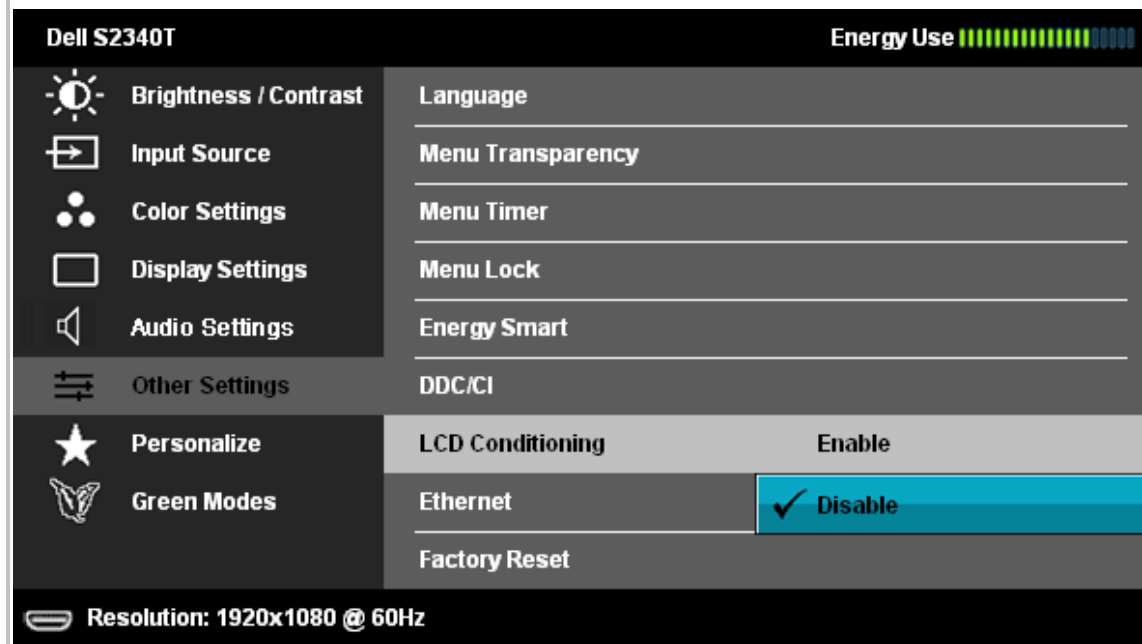 Dell S2340T Energy Use
Brightness / Contrast Language
Input Source Menu Transparency
Color Settings Menu Timer
Display Settings Menu Lock
Audio Settings Energy Smart
Other Settings DDC/CI
Personalize LCD Conditioning Enable
Green Modes Ethernet Disable
Factory Reset
Resolution: 1920x1080 @ 60Hz